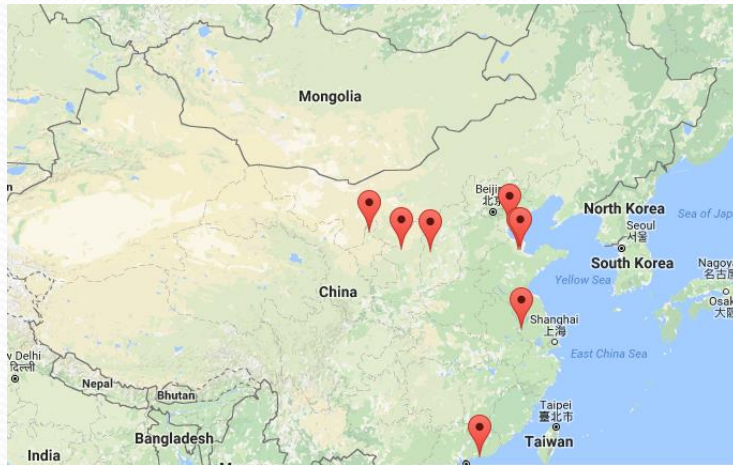 Mongolia
Beijin
北京
North Korea
Sea of Jap
Seoul
서울
South Korea
Nagoya
名古屋
Osak
大阪
Yellow Sea
China
Shanghai
上海
East China Sea
w Delhi
Nepal
Bhutan
Taipei
臺北市
Bangladesh
Taiwan
India